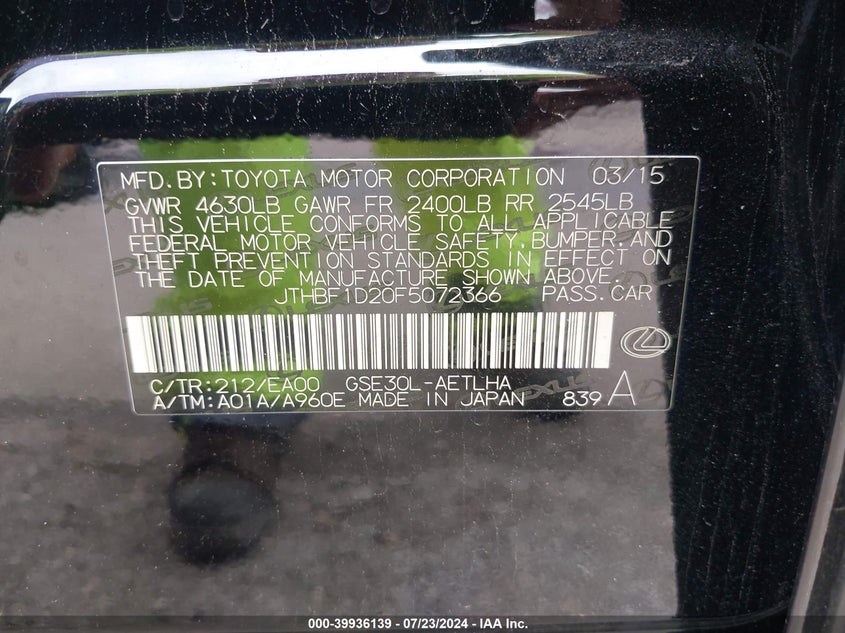 MFD.BY:TOYOTA MOTOR CORPORATION 03/15
GVWR 4630LB GAWR FR 2400LB RR 2545LB
THIS VEHICLE CONFORMS TO ALL APPLICABLE
FEDERAL MOTOR VEHICLE SAFETY,BUMPER,AND
THEFT PREVENTION STANDARDS IN EFFECT ON
THE DATE OF MANUFACTURE SHOWN ABOVE.
JTHBF1D20F5072366 PASS.CAR
C/TR:212/EA00 GSE30L-AETLHA
A/TM:A01A/A960E MADE IN JAPAN 839 A
000-39936139 - 07/23/2024 - IAA Inc.